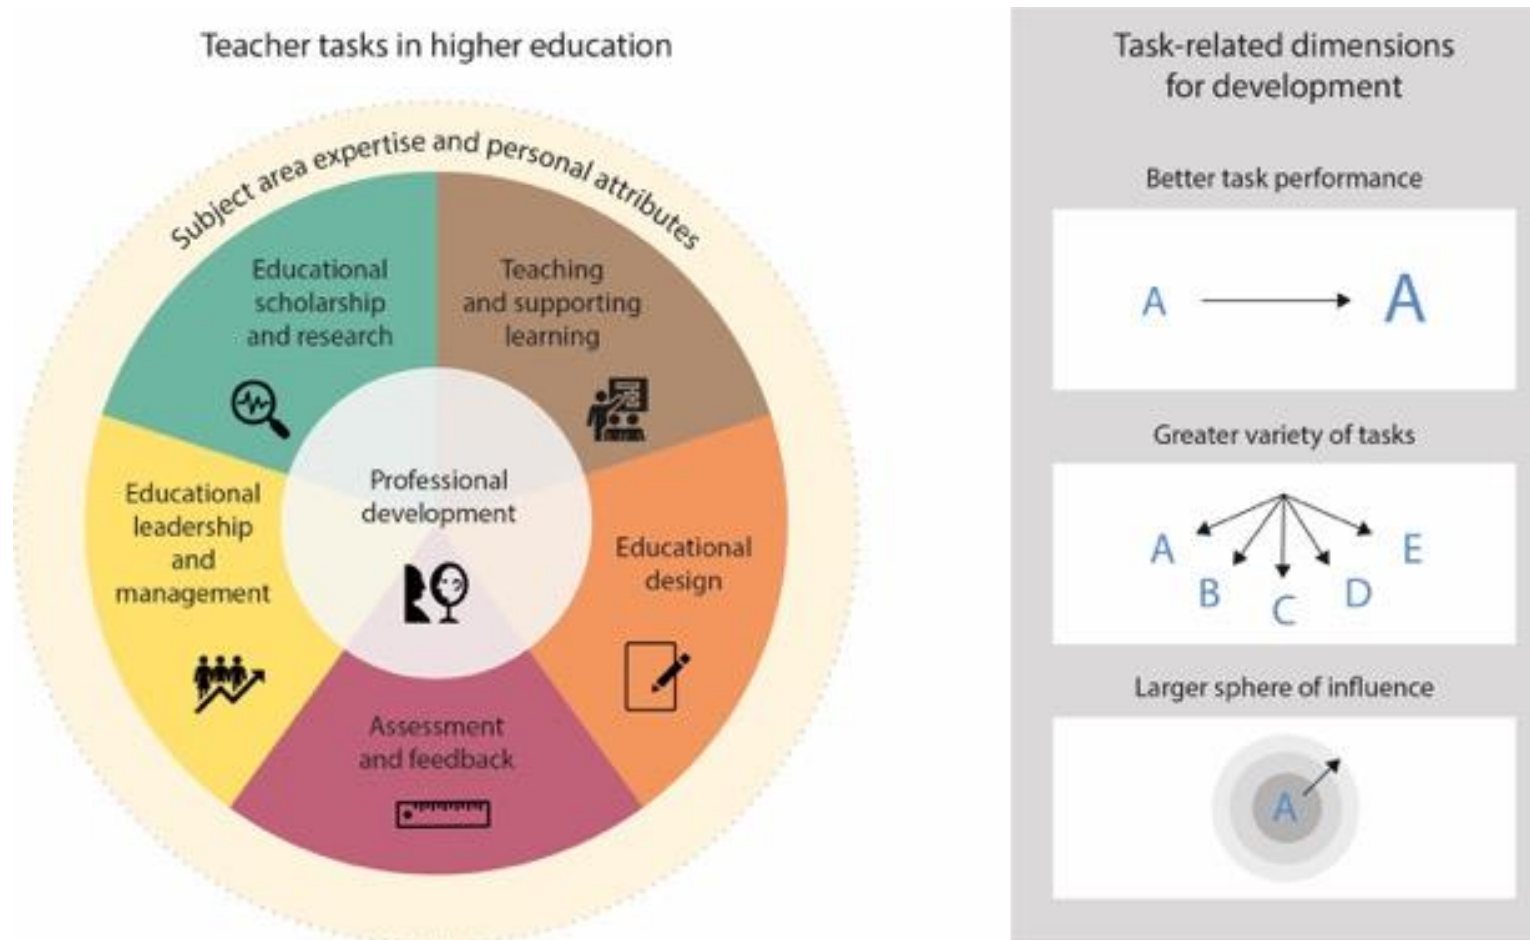 Teacher tasks in higher education
Subject area expertise and personal attributes
Educational
scholarship
and research
Teaching
and supporting
learning
Educational
leadership
and
management
Professional
development
Educational
design
Assessment
and feedback
Task-related dimensions
for development
Better task performance
A
A
Greater variety of tasks
A
B
C
D
E
Larger sphere of influence
A